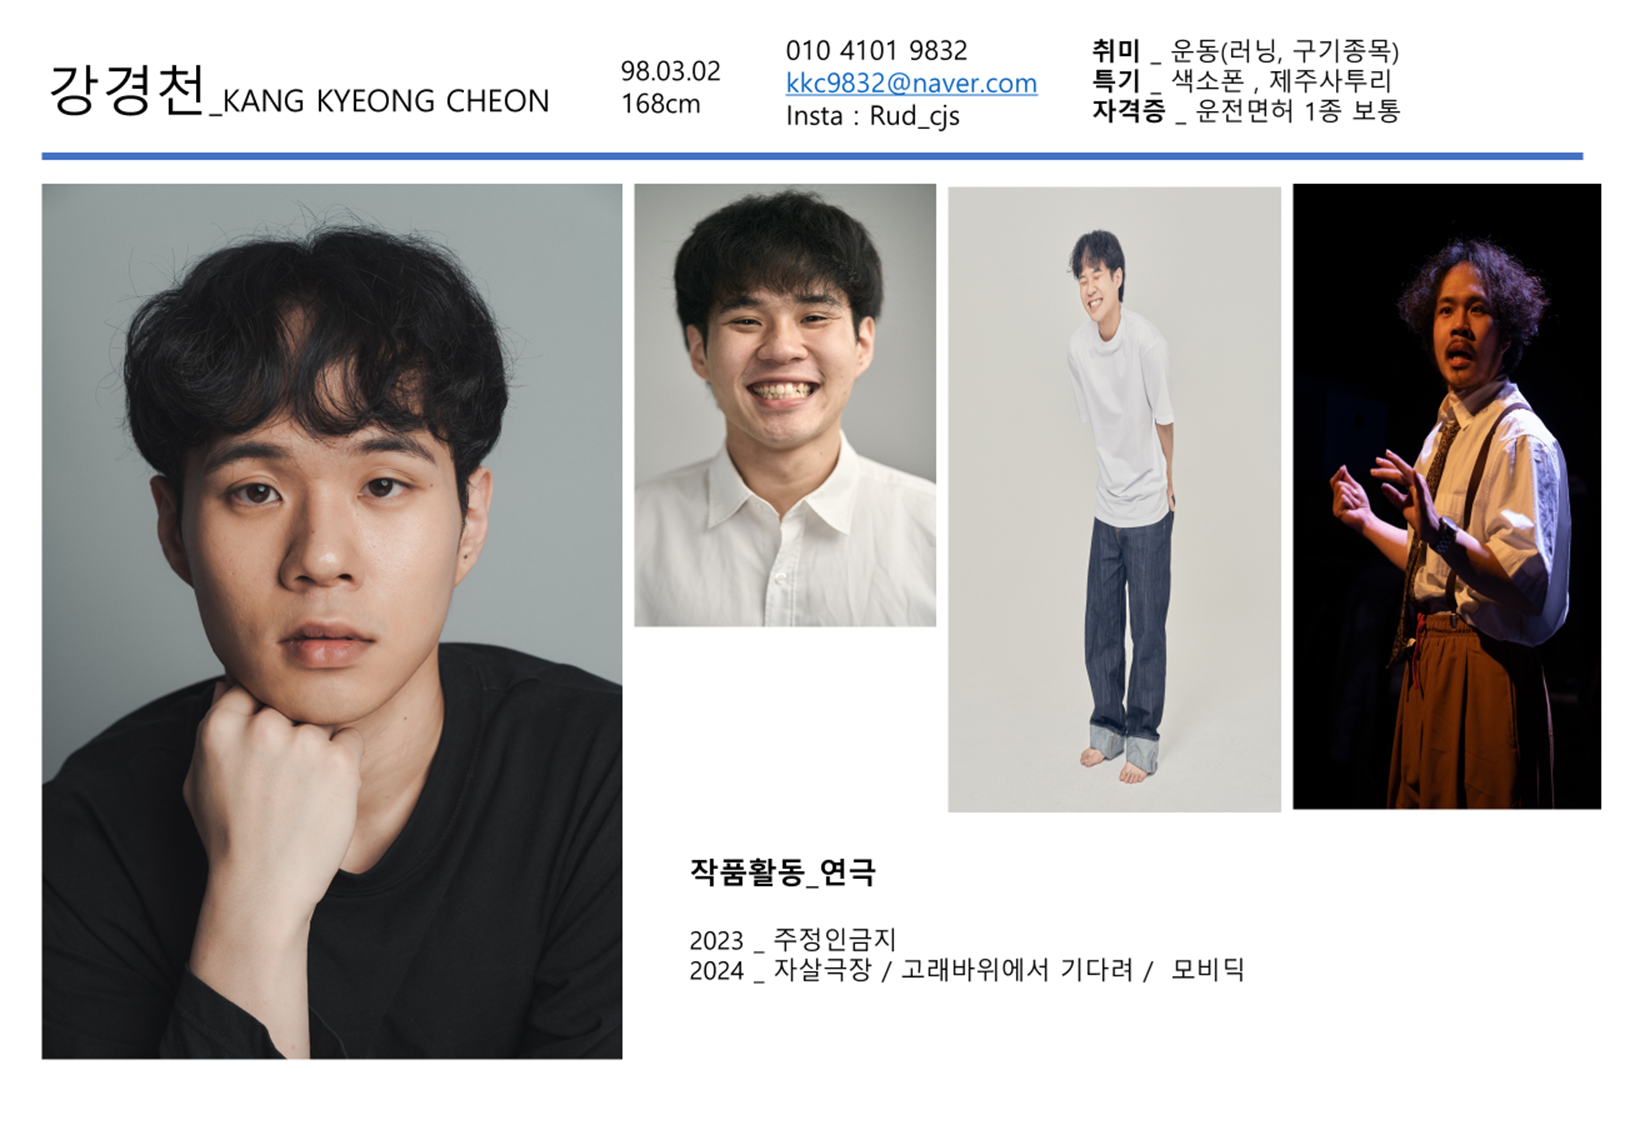 강경천_KANG KYEONG CHEON
98.03.02
168cm
010 4101 9832
kkc9832@naver.com
Insta : Rud_cjs
취미 _ 운동(러닝, 구기종목)
특기 _ 색소폰 , 제주사투리
자격증 _ 운전면허 1종 보통
작품활동_연극
2023 _ 주정인금지
2024 _ 자살극장 / 고래바위에서 기다려 / 모비딕